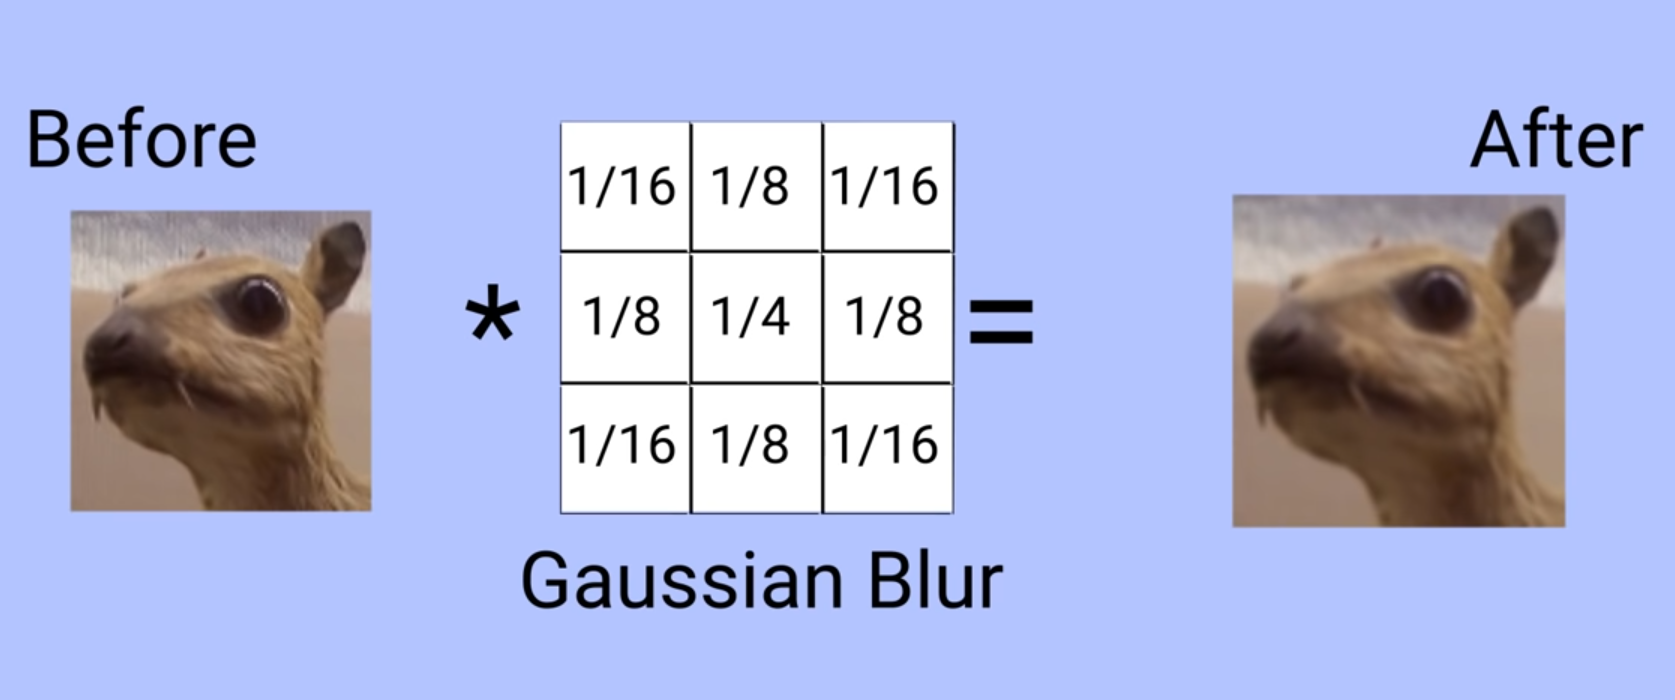 Before
After
1/16 1/8 1/16
* 1/8 1/4 1/8 =
1/16 1/8 1/16
Gaussian Blur